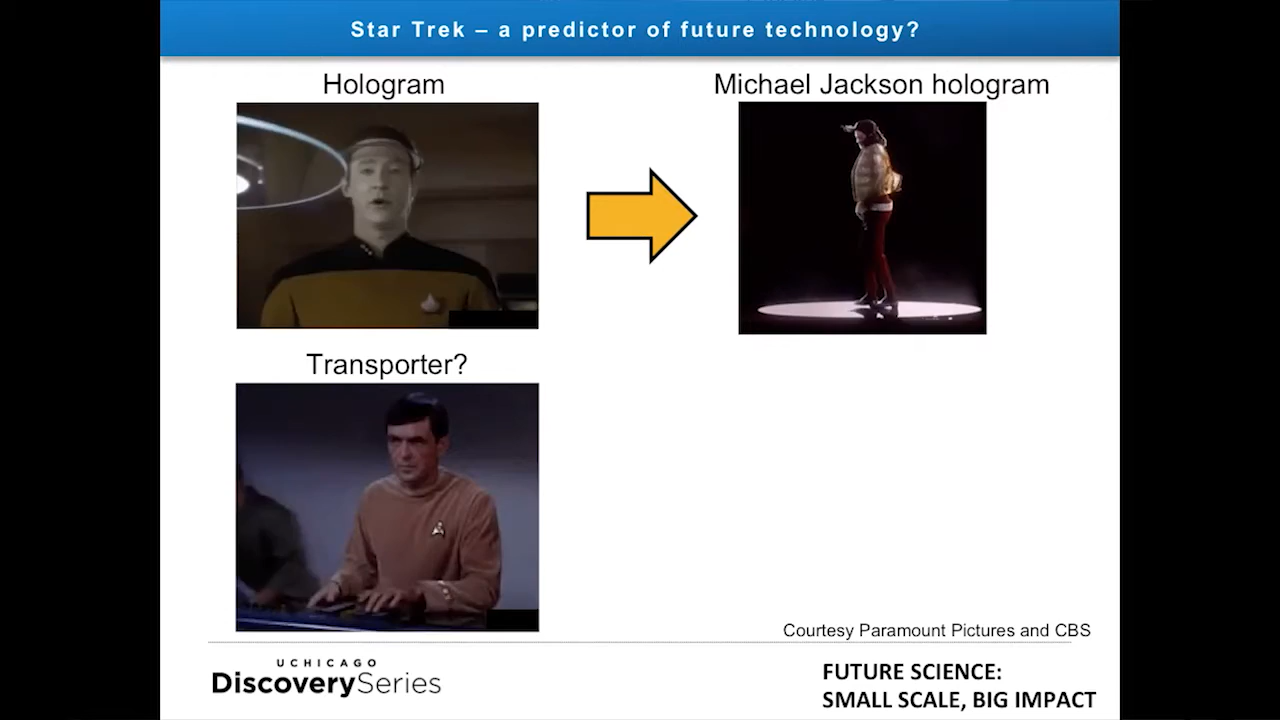 Star Trek – a predictor of future technology?
Hologram
Michael Jackson hologram
Transporter?
Courtesy Paramount Pictures and CBS
UCHICAGO
DiscoverySeries
FUTURE SCIENCE:
SMALL SCALE, BIG IMPACT